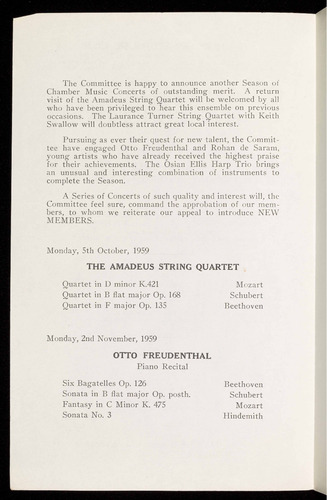 The Committee is happy to announce another Season of
Chamber Music Concerts of outstanding merit. A return
visit of the Amadeus String Quartet will be welcomed by all
who have been privileged to hear this ensemble on previous
occasions. The Laurance Turner String Quartet with Keith
Swallow will doubtless attract great local interest.
Pursuing as ever their quest for new talent, the Commit-
tee have engaged Otto Freudenthal and Rohan de Saram,
young artists who have already received the highest praise
for their achievements. The Osian Ellis Harp Trio brings
an unusual and interesting combination of instruments to
complete the Season.
A Series of Concerts of such quality and interest will, the
Committee feel sure, command the approbation of our mem-
bers, to whom we reiterate our appeal to introduce NEW
MEMBERS.
Monday, 5th October, 1959
THE AMADEUS STRING QUARTET
Quartet in D minor K.421 Mozart
Quartet in B flat major Op. 168 Schubert
Quartet in F major Op. 135 Beethoven
Monday, 2nd November, 1959
OTTO FREUDENTHAL
Piano Recital
Six Bagatelles Op. 126 Beethoven
Sonata in B flat major Op. posth. Schubert
Fantasy in C Minor K. 475 Mozart
Sonata No. 3 Hindemith